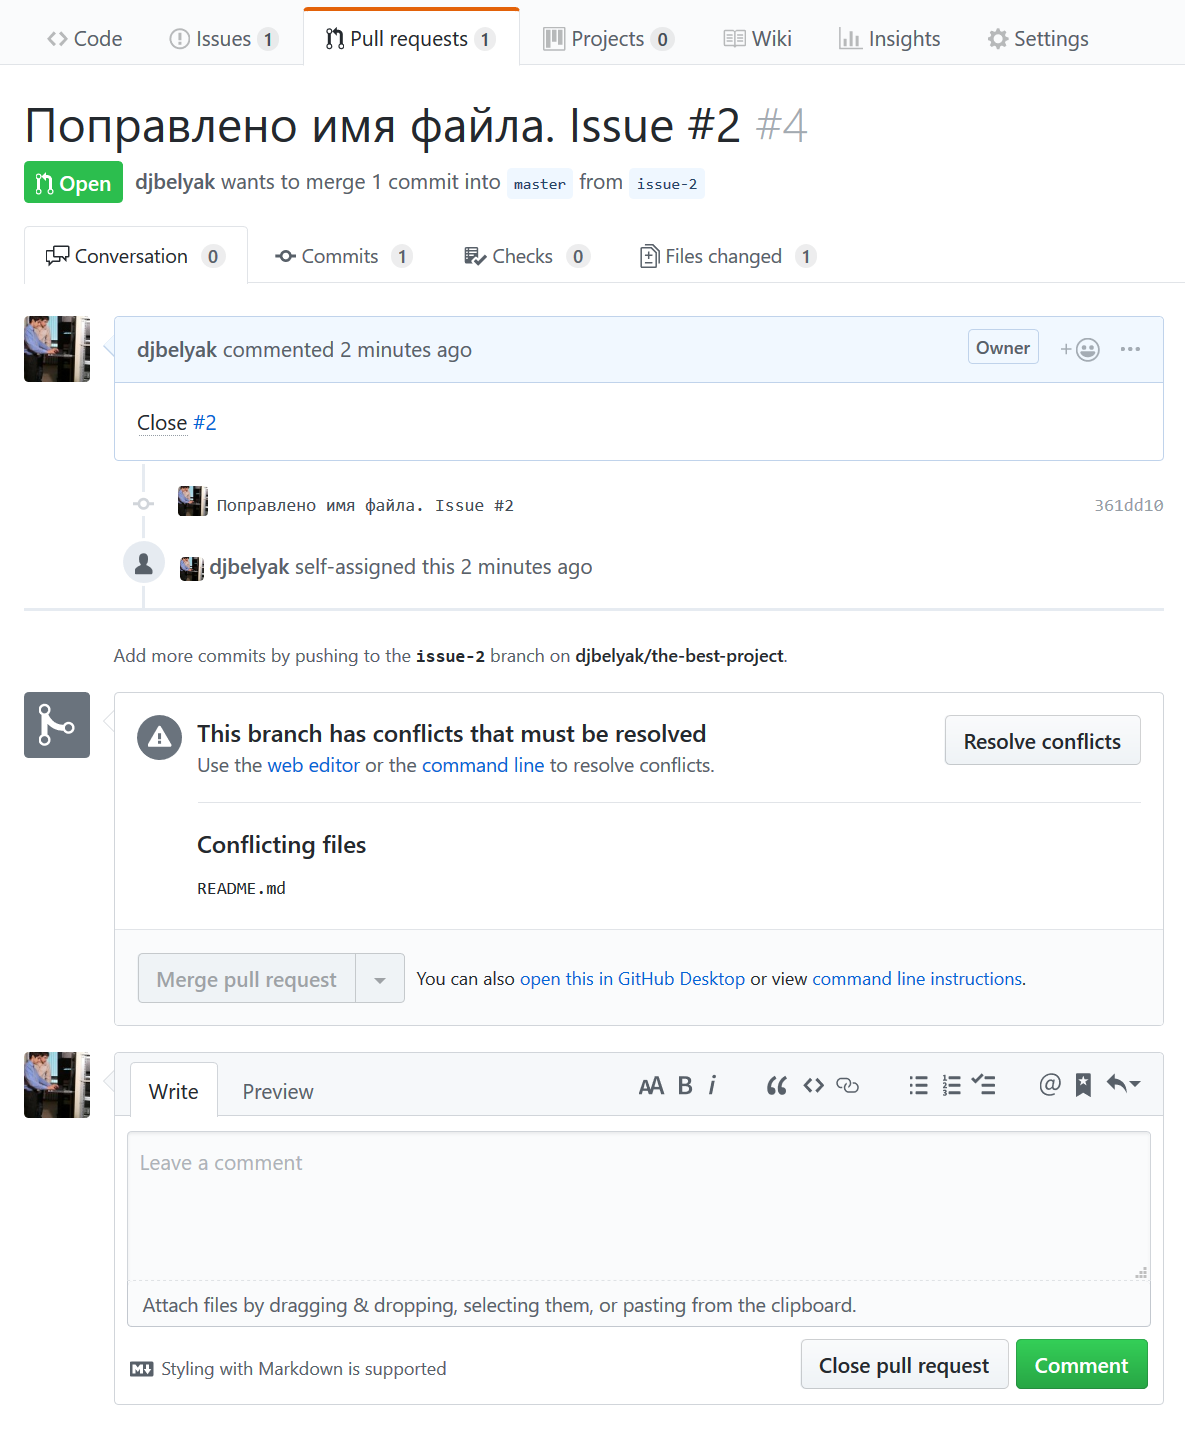 Code Issues 1 Pull requests 1 Projects 0 Wiki Insights Settings
Поправлено имя файла. Issue #2 #4
Open djbelyak wants to merge 1 commit into master from issue-2
Conversation 0 Commits 1 Checks 0 Files changed 1
djbelyak commented 2 minutes ago Owner
Close #2
Поправлено имя файла. Issue #2 361dd10
djbelyak self-assigned this 2 minutes ago
Add more commits by pushing to the issue-2 branch on djbelyak/the-best-project.
This branch has conflicts that must be resolved
Use the web editor or the command line to resolve conflicts.
Resolve conflicts
Conflicting files
README.md
Merge pull request You can also open this in GitHub Desktop or view command line instructions.
Write Preview
Leave a comment
Attach files by dragging & dropping, selecting them, or pasting from the clipboard.
Styling with Markdown is supported
Close pull request Comment